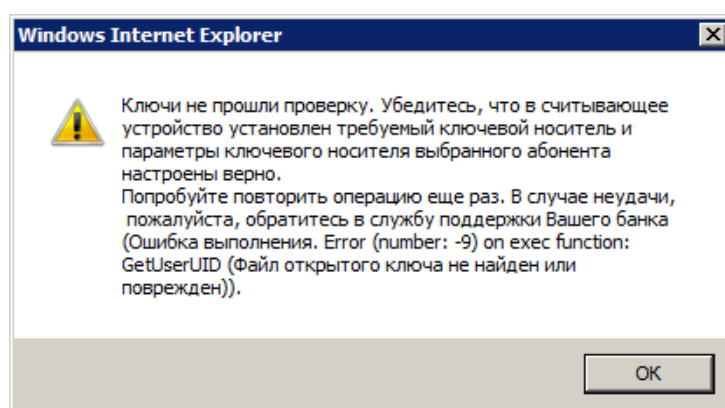 Windows Internet Explorer
Ключи не прошли проверку. Убедитесь, что в считывающее
устройство установлен требуемый ключевой носитель и
параметры ключевого носителя выбранного абонента
настроены верно.
Попробуйте повторить операцию еще раз. В случае неудачи,
пожалуйста, обратитесь в службу поддержки Вашего банка
(Ошибка выполнения. Error (number: -9) on exec function:
GetUserUID (Файл открытого ключа не найден или
поврежден)).
OK